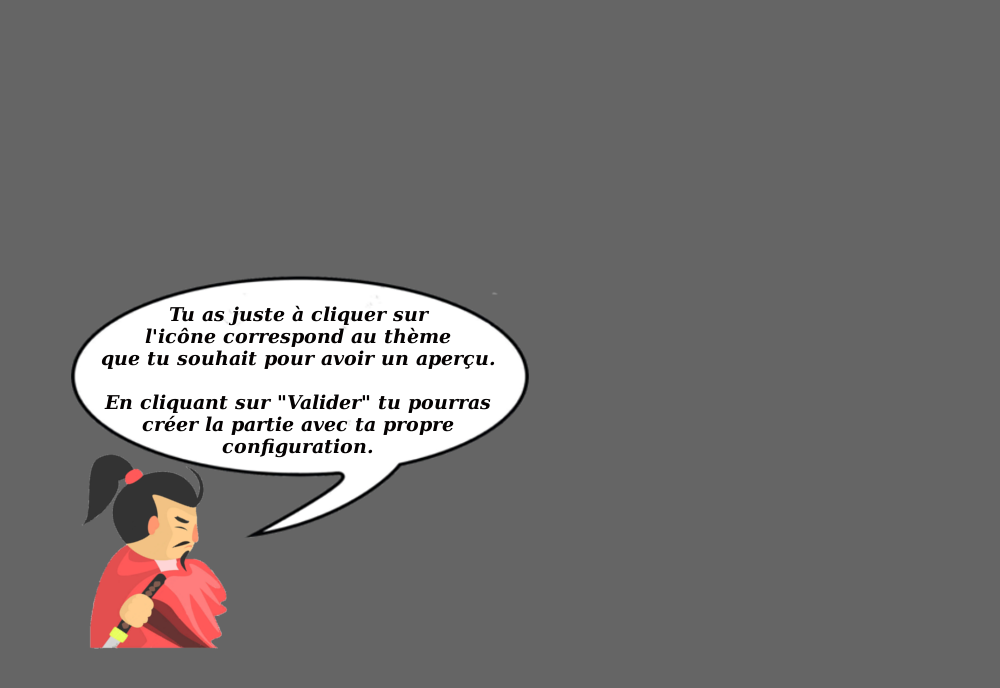 Tu as juste à cliquer sur
l'icône correspond au thème
que tu souhait pour avoir un aperçu.
En cliquant sur "Valider" tu pourras
créer la partie avec ta propre
configuration.